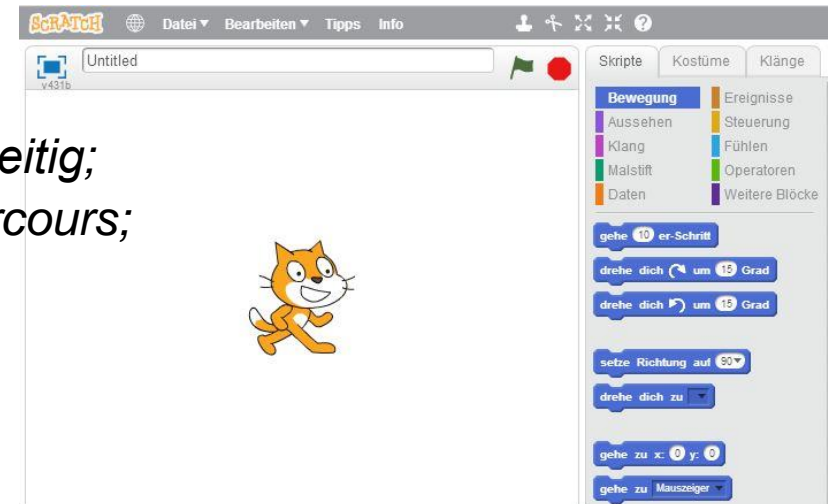 SCRATCH Datei Bearbeiten Tipps Info
v431b Untitled
Skripte Kostüme Klänge
Bewegung Ereignisse
Aussehen Steuerung
Klang Fühlen
Malstift Operatoren
Daten Weitere Blöcke
eitig;
rcours;
gehe 10 er-Schritt
drehe dich um 15 Grad
drehe dich um 15 Grad
setze Richtung auf 90
drehe dich zu
gehe zu x: 0 y: 0
gehe zu Mauszeiger